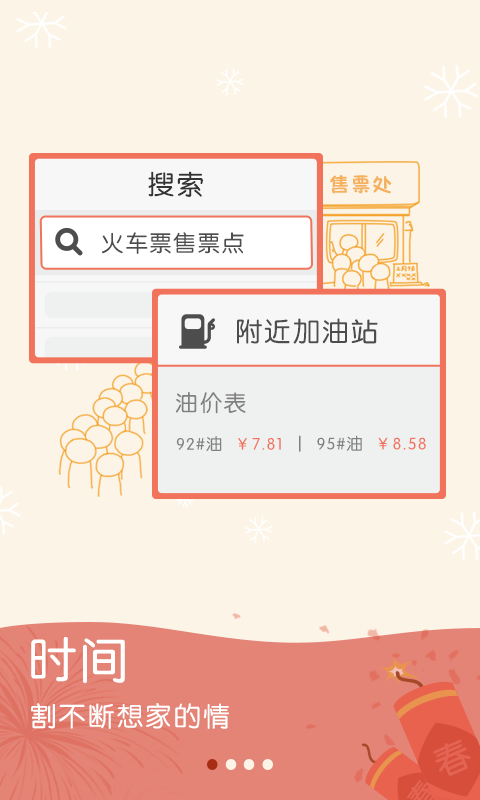 搜索
售票处
火车票售票点
附近加油站
油价表
92#油 ￥7.81 | 95#油 ￥8.58
时间
割不断想家的情
春
春